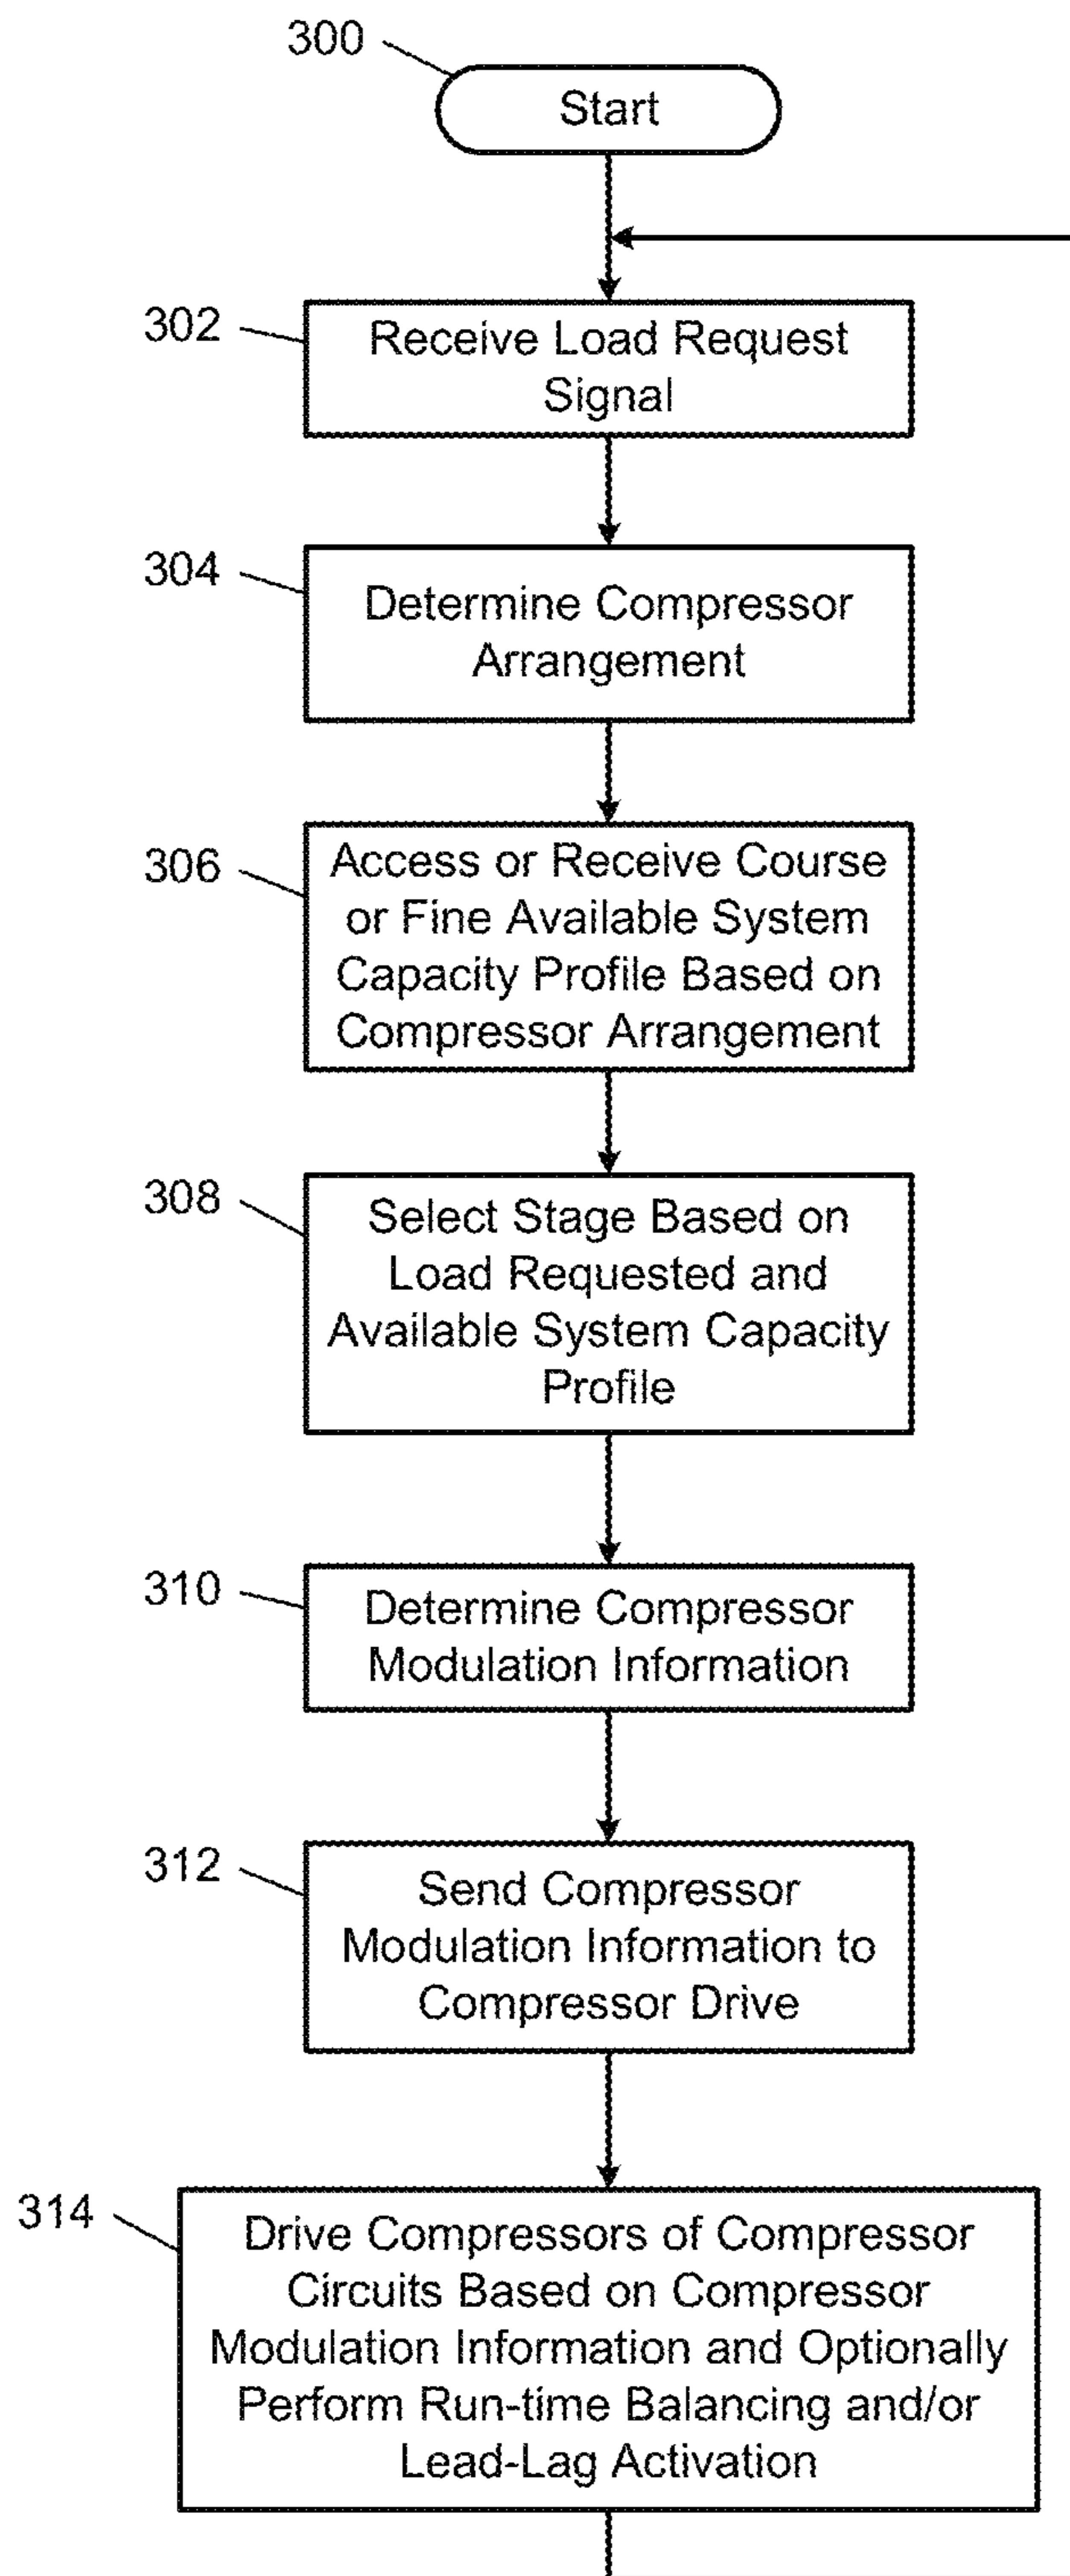 300
Start
302
Receive Load Request
Signal
304
Determine Compressor
Arrangement
306
Access or Receive Course
or Fine Available System
Capacity Profile Based on
Compressor Arrangement
308
Select Stage Based on
Load Requested and
Available System Capacity
Profile
310
Determine Compressor
Modulation Information
312
Send Compressor
Modulation Information to
Compressor Drive
314
Drive Compressors of Compressor
Circuits Based on Compressor
Modulation Information and Optionally
Perform Run-time Balancing and/or
Lead-Lag Activation